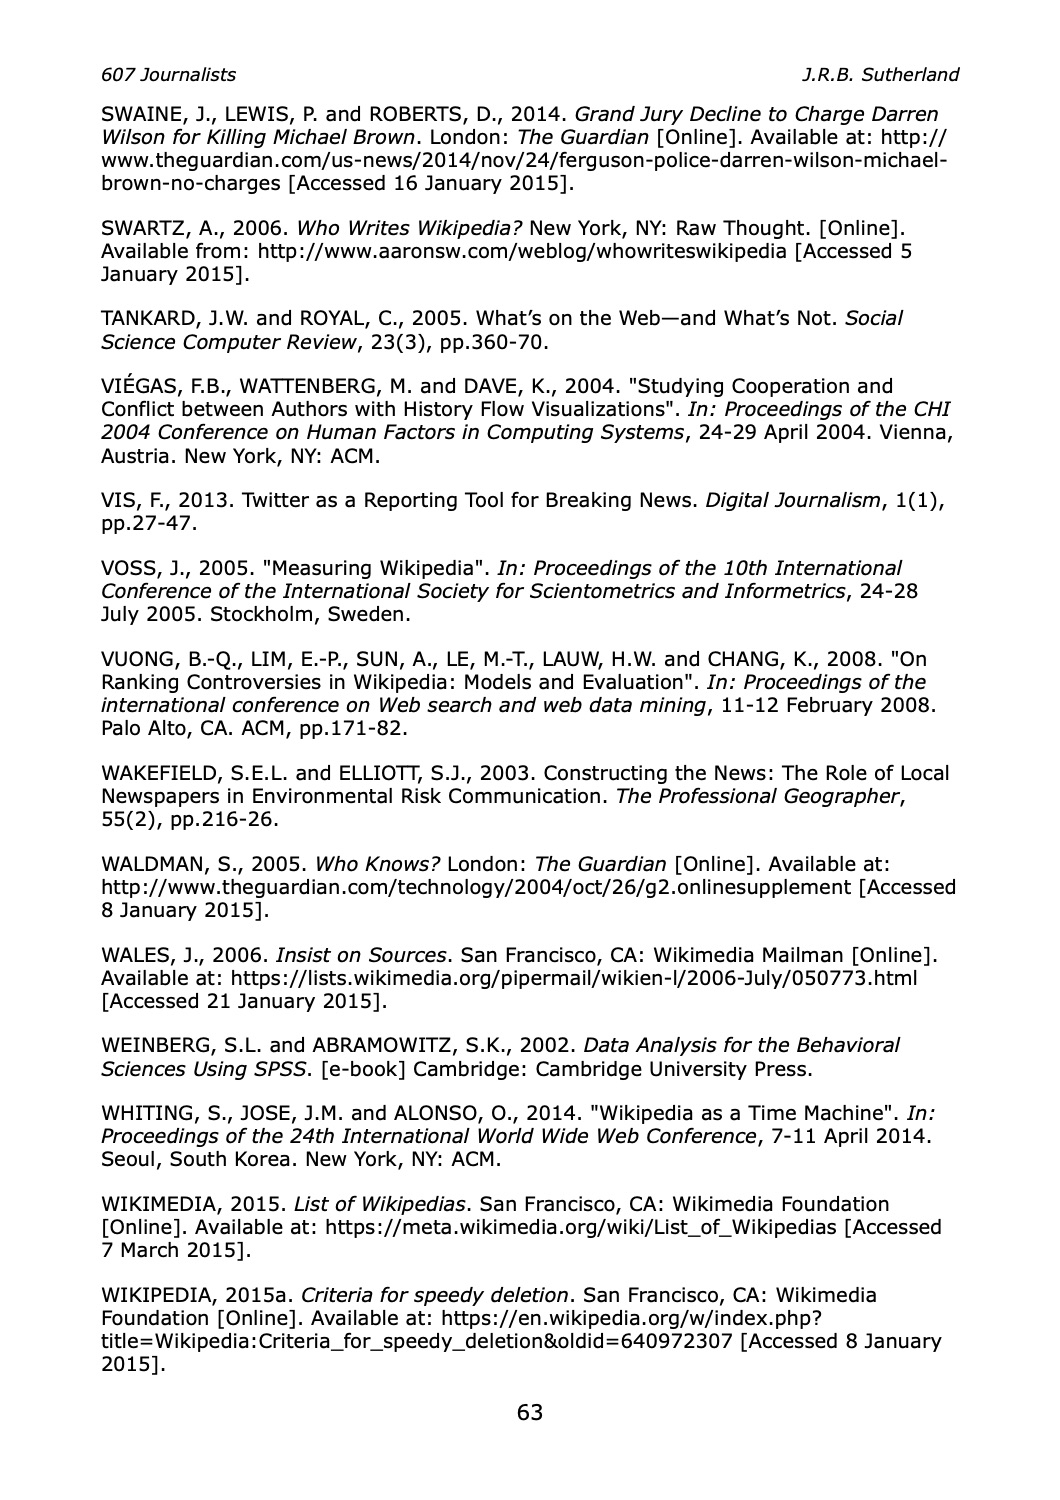 607 Journalists J.R.B. Sutherland
SWAINE, J., LEWIS, P. and ROBERTS, D., 2014. Grand Jury Decline to Charge Darren
Wilson for Killing Michael Brown. London: The Guardian [Online]. Available at: http://
www.theguardian.com/us-news/2014/nov/24/ferguson-police-darren-wilson-michael-
brown-no-charges [Accessed 16 January 2015].
SWARTZ, A., 2006. Who Writes Wikipedia? New York, NY: Raw Thought. [Online].
Available from: http://www.aaronsw.com/weblog/whowriteswikipedia [Accessed 5
January 2015].
TANKARD, J.W. and ROYAL, C., 2005. What’s on the Web—and What’s Not. Social
Science Computer Review, 23(3), pp.360-70.
VIÉGAS, F.B., WATTENBERG, M. and DAVE, K., 2004. "Studying Cooperation and
Conflict between Authors with History Flow Visualizations". In: Proceedings of the CHI
2004 Conference on Human Factors in Computing Systems, 24-29 April 2004. Vienna,
Austria. New York, NY: ACM.
VIS, F., 2013. Twitter as a Reporting Tool for Breaking News. Digital Journalism, 1(1),
pp.27-47.
VOSS, J., 2005. "Measuring Wikipedia". In: Proceedings of the 10th International
Conference of the International Society for Scientometrics and Informetrics, 24-28
July 2005. Stockholm, Sweden.
VUONG, B.-Q., LIM, E.-P., SUN, A., LE, M.-T., LAUW, H.W. and CHANG, K., 2008. "On
Ranking Controversies in Wikipedia: Models and Evaluation". In: Proceedings of the
international conference on Web search and web data mining, 11-12 February 2008.
Palo Alto, CA. ACM, pp.171-82.
WAKEFIELD, S.E.L. and ELLIOTT, S.J., 2003. Constructing the News: The Role of Local
Newspapers in Environmental Risk Communication. The Professional Geographer,
55(2), pp.216-26.
WALDMAN, S., 2005. Who Knows? London: The Guardian [Online]. Available at:
http://www.theguardian.com/technology/2004/oct/26/g2.onlinesupplement [Accessed
8 January 2015].
WALES, J., 2006. Insist on Sources. San Francisco, CA: Wikimedia Mailman [Online].
Available at: https://lists.wikimedia.org/pipermail/wikien-l/2006-July/050773.html
[Accessed 21 January 2015].
WEINBERG, S.L. and ABRAMOWITZ, S.K., 2002. Data Analysis for the Behavioral
Sciences Using SPSS. [e-book] Cambridge: Cambridge University Press.
WHITING, S., JOSE, J.M. and ALONSO, O., 2014. "Wikipedia as a Time Machine". In:
Proceedings of the 24th International World Wide Web Conference, 7-11 April 2014.
Seoul, South Korea. New York, NY: ACM.
WIKIMEDIA, 2015. List of Wikipedias. San Francisco, CA: Wikimedia Foundation
[Online]. Available at: https://meta.wikimedia.org/wiki/List_of_Wikipedias [Accessed
7 March 2015].
WIKIPEDIA, 2015a. Criteria for speedy deletion. San Francisco, CA: Wikimedia
Foundation [Online]. Available at: https://en.wikipedia.org/w/index.php?
title=Wikipedia:Criteria_for_speedy_deletion&oldid=640972307 [Accessed 8 January
2015].
63